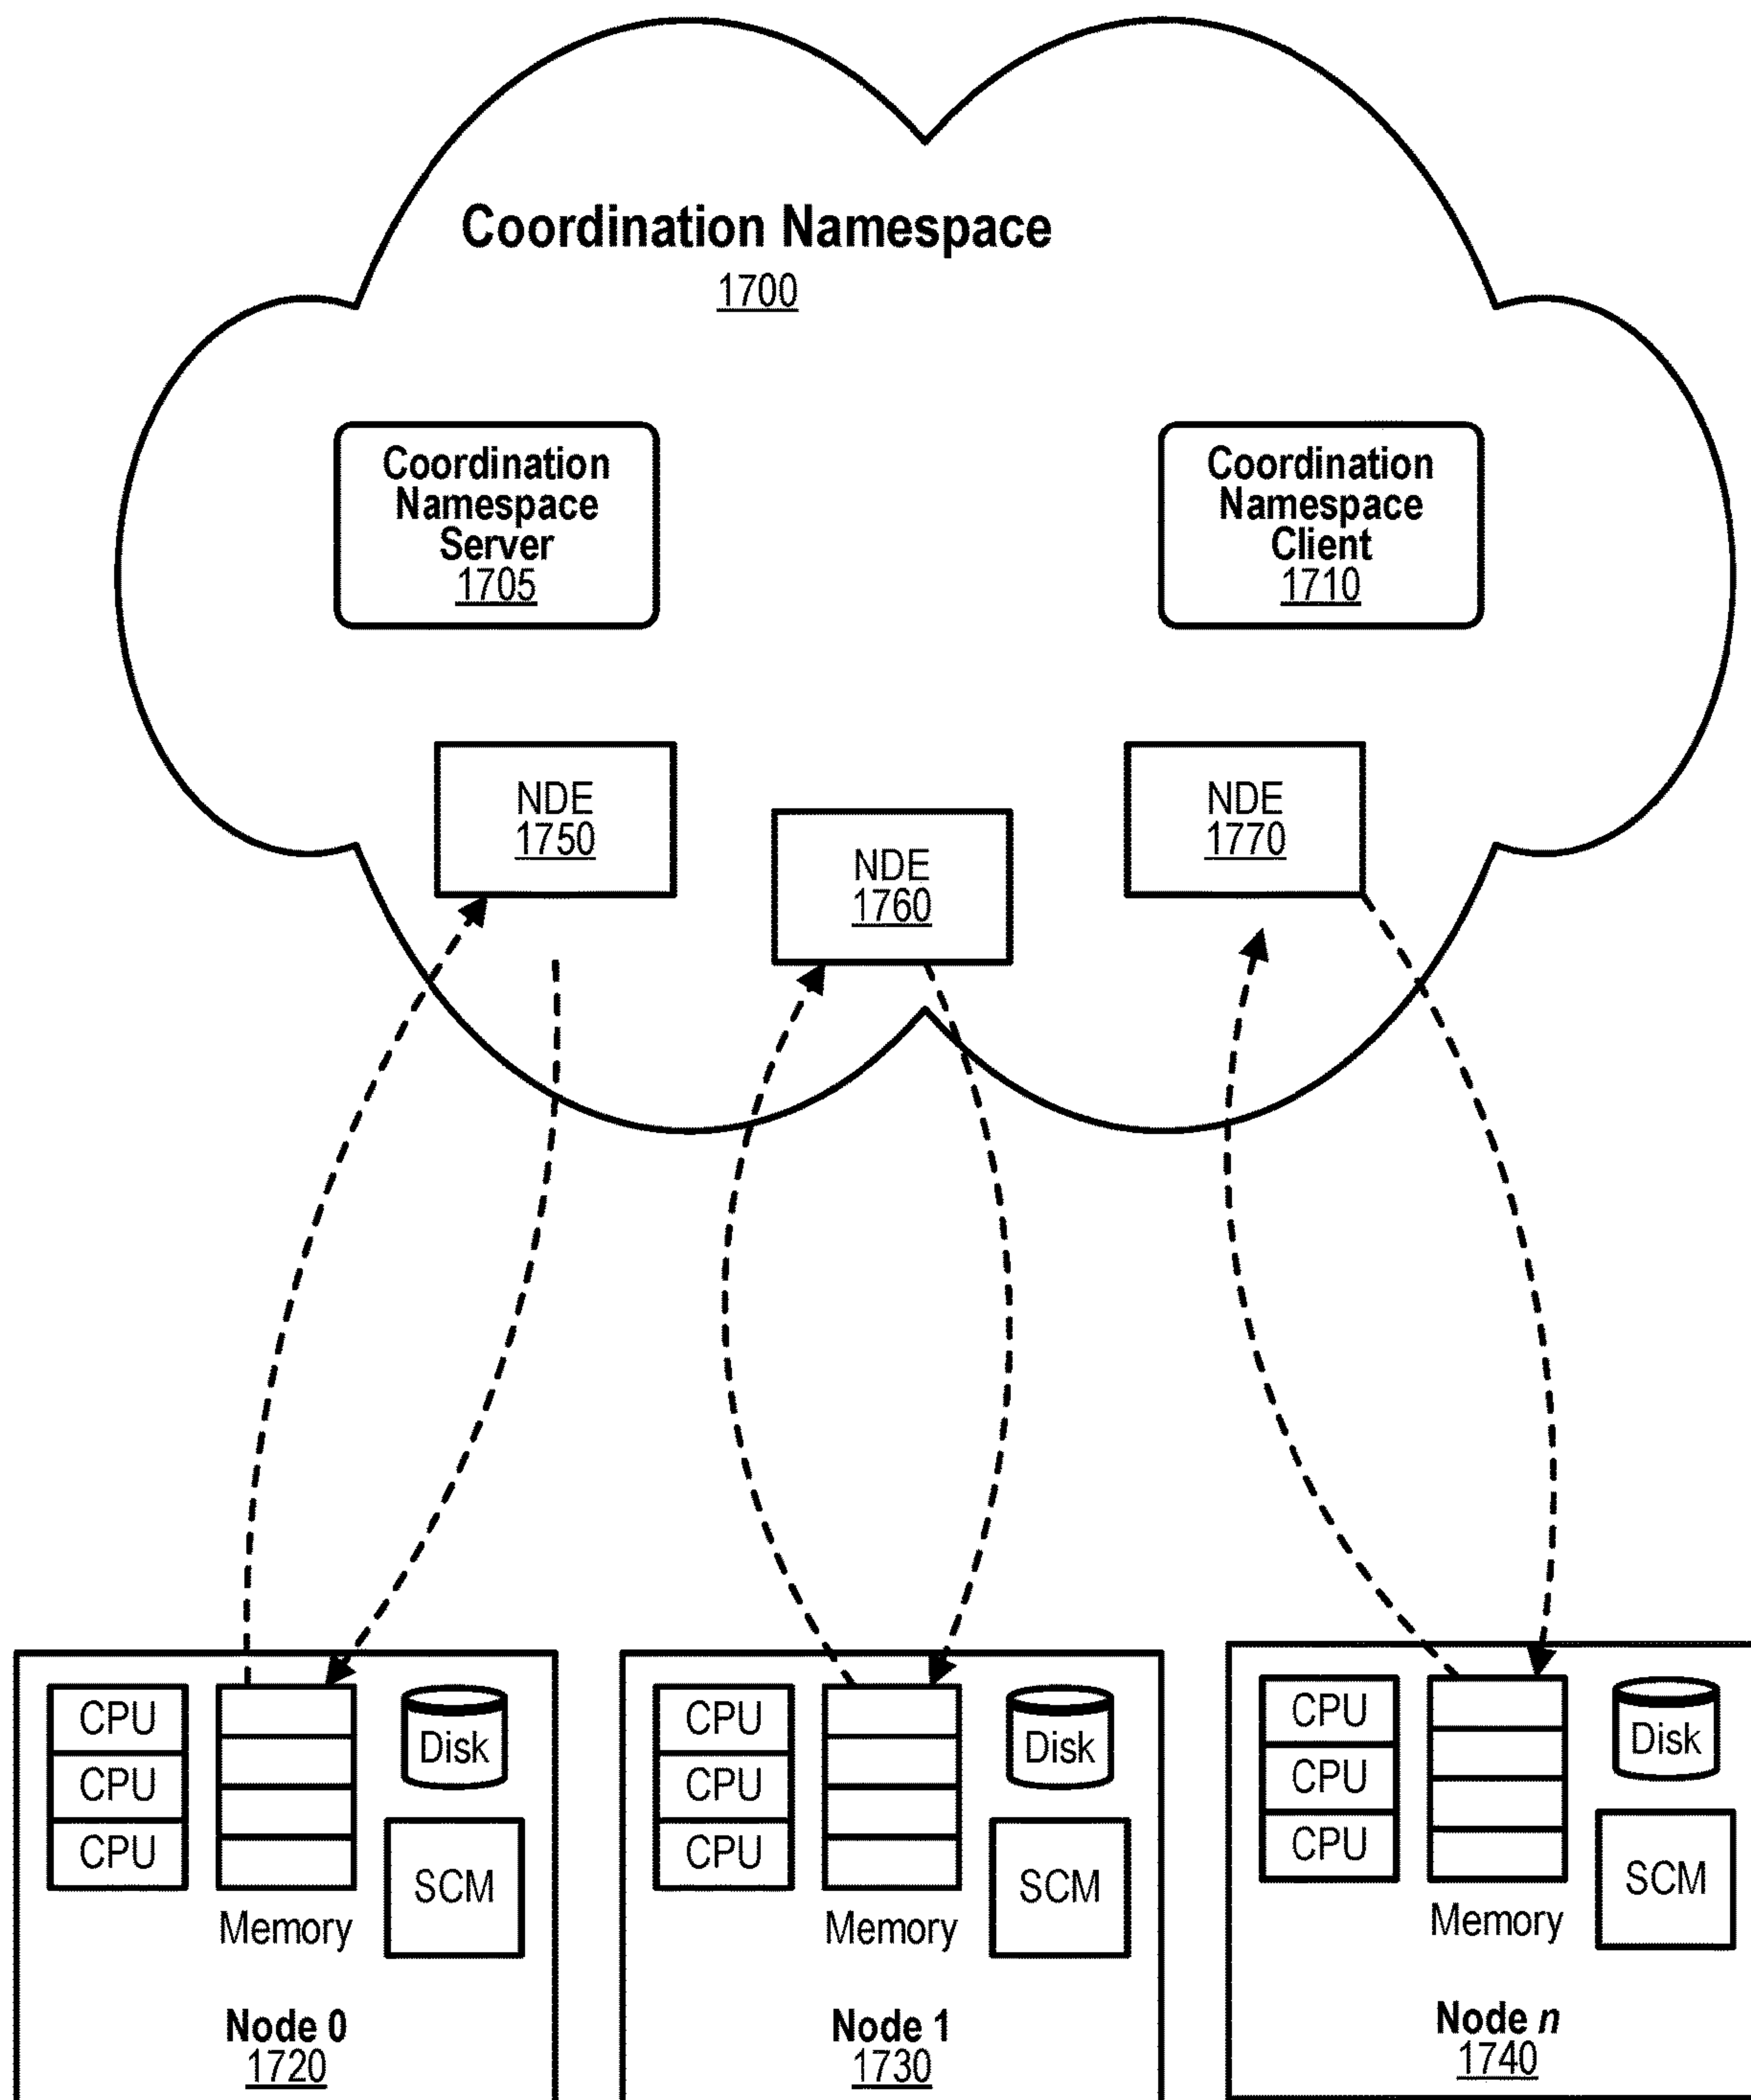 Coordination Namespace
1700
Coordination
Namespace
Server
1705
Coordination
Namespace
Client
1710
NDE
1750
NDE
1760
NDE
1770
CPU
CPU
CPU
Memory
Disk
SCM
Node 0
1720
CPU
CPU
CPU
Memory
Disk
SCM
Node 1
1730
CPU
CPU
CPU
Memory
Disk
SCM
Node n
1740